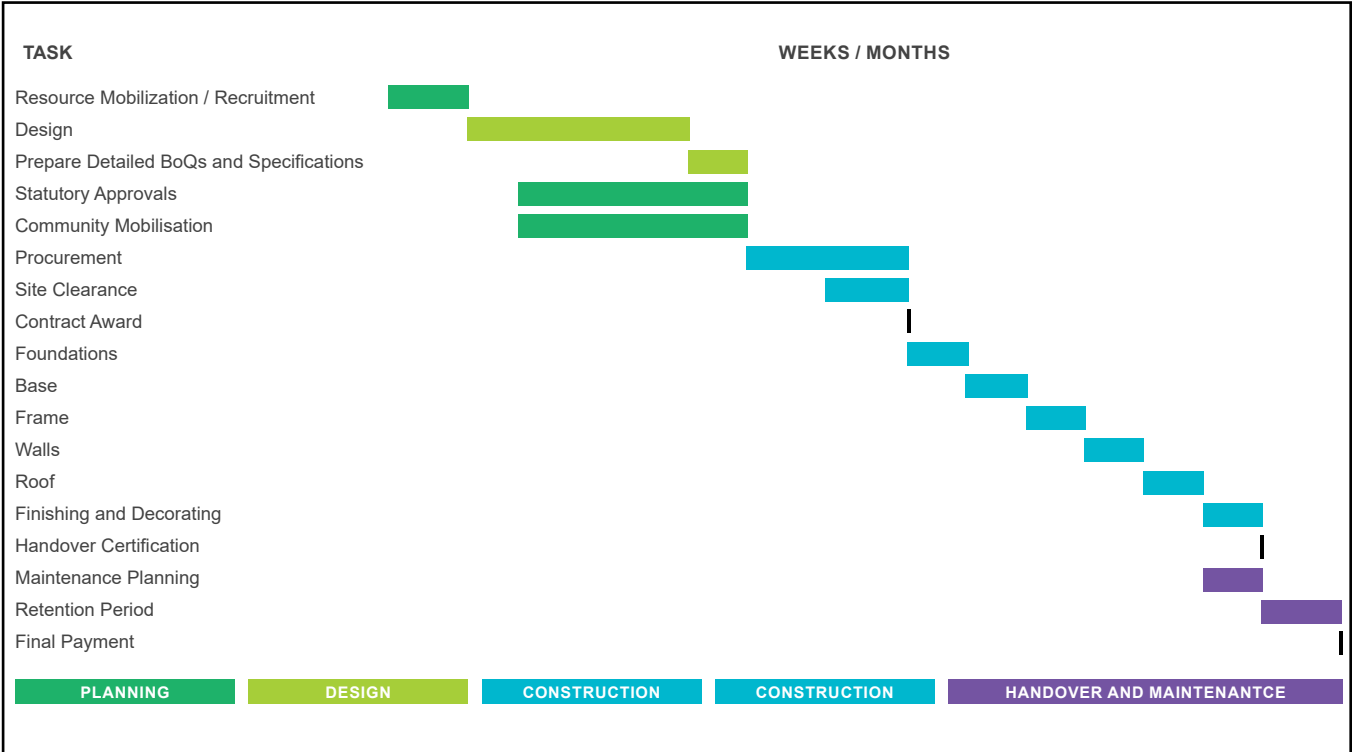 TASK WEEKS / MONTHS
Resource Mobilization / Recruitment
Design
Prepare Detailed BoQs and Specifications
Statutory Approvals
Community Mobilisation
Procurement
Site Clearance
Contract Award
Foundations
Base
Frame
Walls
Roof
Finishing and Decorating
Handover Certification
Maintenance Planning
Retention Period
Final Payment
PLANNING DESIGN CONSTRUCTION CONSTRUCTION HANDOVER AND MAINTENANTCE